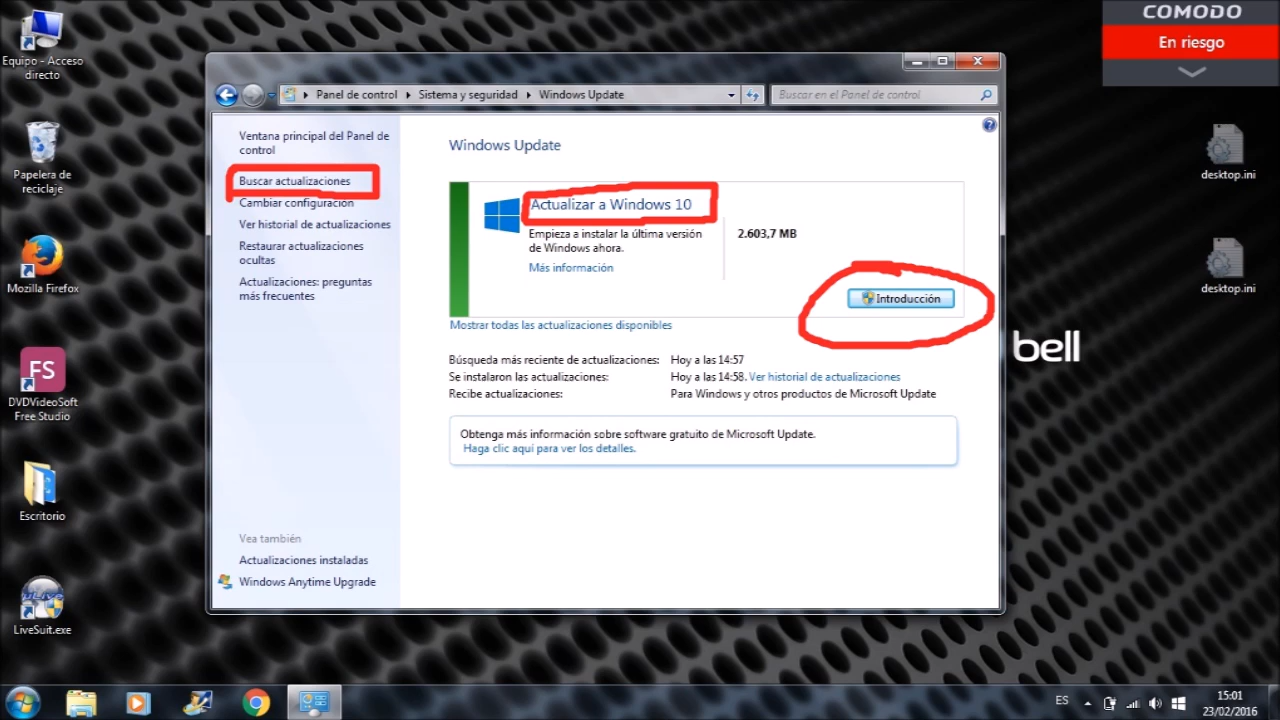 Equipo - Acceso
directo
Papelera de
reciclaje
Mozilla Firefox
FS
DVDVideoSoft
Free Studio
Escritorio
uLive
LiveSuit.exe
Panel de control
Sistema y seguridad
Windows Update
Buscar en el Panel de control
Ventana principal del Panel de
control
Buscar actualizaciones
Cambiar configuración
Ver historial de actualizaciones
Restaurar actualizaciones
ocultas
Actualizaciones: preguntas
más frecuentes
Vea también
Actualizaciones instaladas
Windows Anytime Upgrade
Windows Update
Actualizar a Windows 10
Empieza a instalar la última versión
de Windows ahora.
Más información
2.603,7 MB
Introducción
Mostrar todas las actualizaciones disponibles
Búsqueda más reciente de actualizaciones: Hoy a las 14:57
Se instalaron las actualizaciones: Hoy a las 14:58. Ver historial de actualizaciones
Recibe actualizaciones: Para Windows y otros productos de Microsoft Update
Obtenga más información sobre software gratuito de Microsoft Update.
Haga clic aquí para ver los detalles.
COMODO
En riesgo
desktop.ini
desktop.ini
bell
ES
15:01
23/02/2016